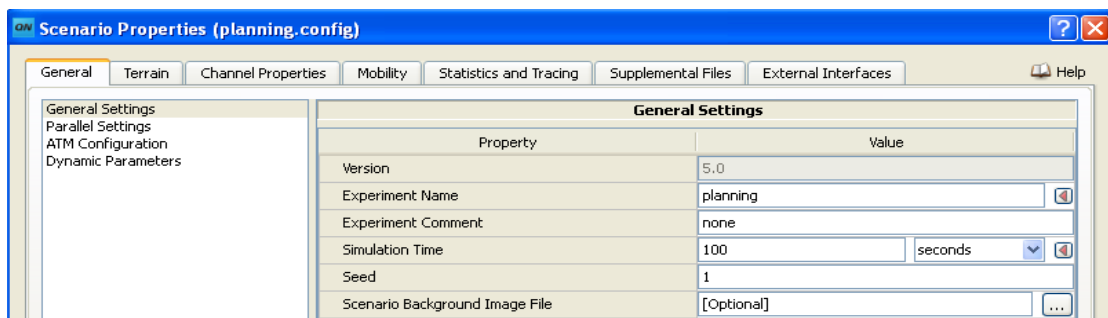 QN Scenario Properties (planning.config) ?
General Terrain Channel Properties Mobility Statistics and Tracing Supplemental Files External Interfaces Help
General Settings
Parallel Settings
ATM Configuration
Dynamic Parameters
General Settings
Property Value
Version 5.0
Experiment Name planning
Experiment Comment none
Simulation Time 100 seconds
Seed 1
Scenario Background Image File [Optional] ...